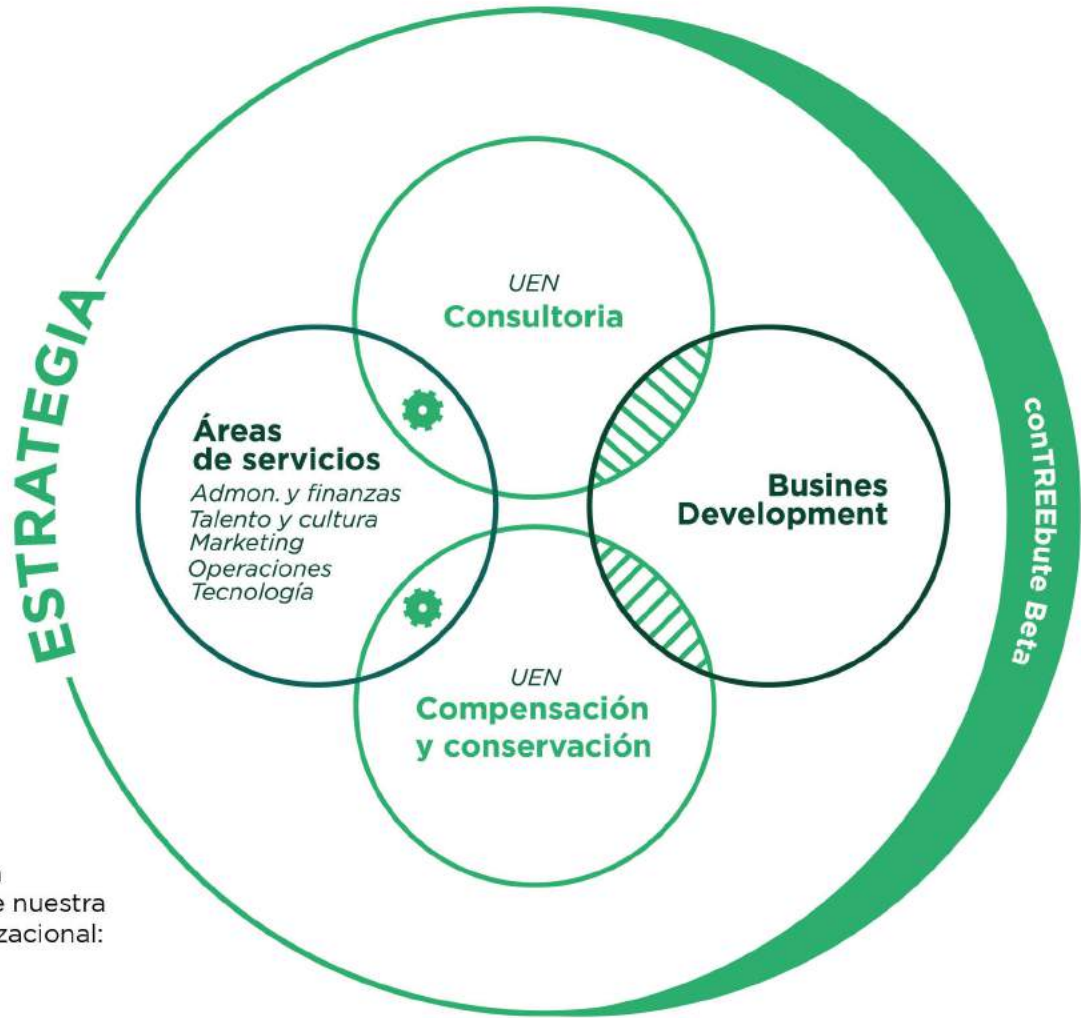 ESTRATEGIA
UEN
Consultoria
Áreas
de servicios
Admon. y finanzas
Talento y cultura
Marketing
Operaciones
Tecnología
Busines
Development
conTREEbute Beta
UEN
Compensación
y conservación
e nuestra
zacional: